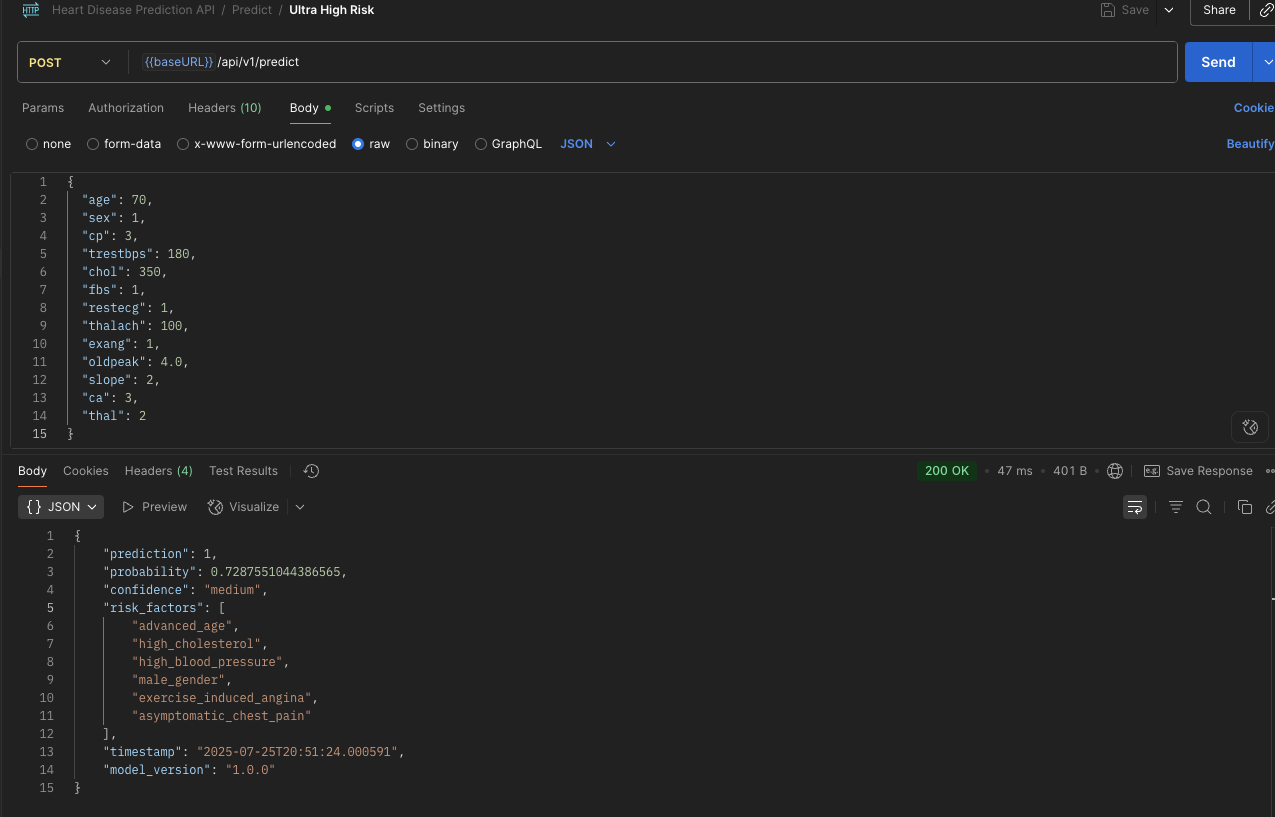 HTTP Heart Disease Prediction API / Predict / Ultra High Risk Save Share
POST {{baseURL}} /api/v1/predict Send
Params Authorization Headers (10) Body Scripts Settings Cookie
none form-data x-www-form-urlencoded raw binary GraphQL JSON Beautify
1 {
2 "age": 70,
3 "sex": 1,
4 "cp": 3,
5 "trestbps": 180,
6 "chol": 350,
7 "fbs": 1,
8 "restecg": 1,
9 "thalach": 100,
10 "exang": 1,
11 "oldpeak": 4.0,
12 "slope": 2,
13 "ca": 3,
14 "thal": 2
15 }
Body Cookies Headers (4) Test Results 200 OK • 47 ms • 401 B • e.g. Save Response
{} JSON Preview Visualize
1 {
2 "prediction": 1,
3 "probability": 0.7287551044386565,
4 "confidence": "medium",
5 "risk_factors": [
6 "advanced_age",
7 "high_cholesterol",
8 "high_blood_pressure",
9 "male_gender",
10 "exercise_induced_angina",
11 "asymptomatic_chest_pain"
12 ],
13 "timestamp": "2025-07-25T20:51:24.000591",
14 "model_version": "1.0.0"
15 }